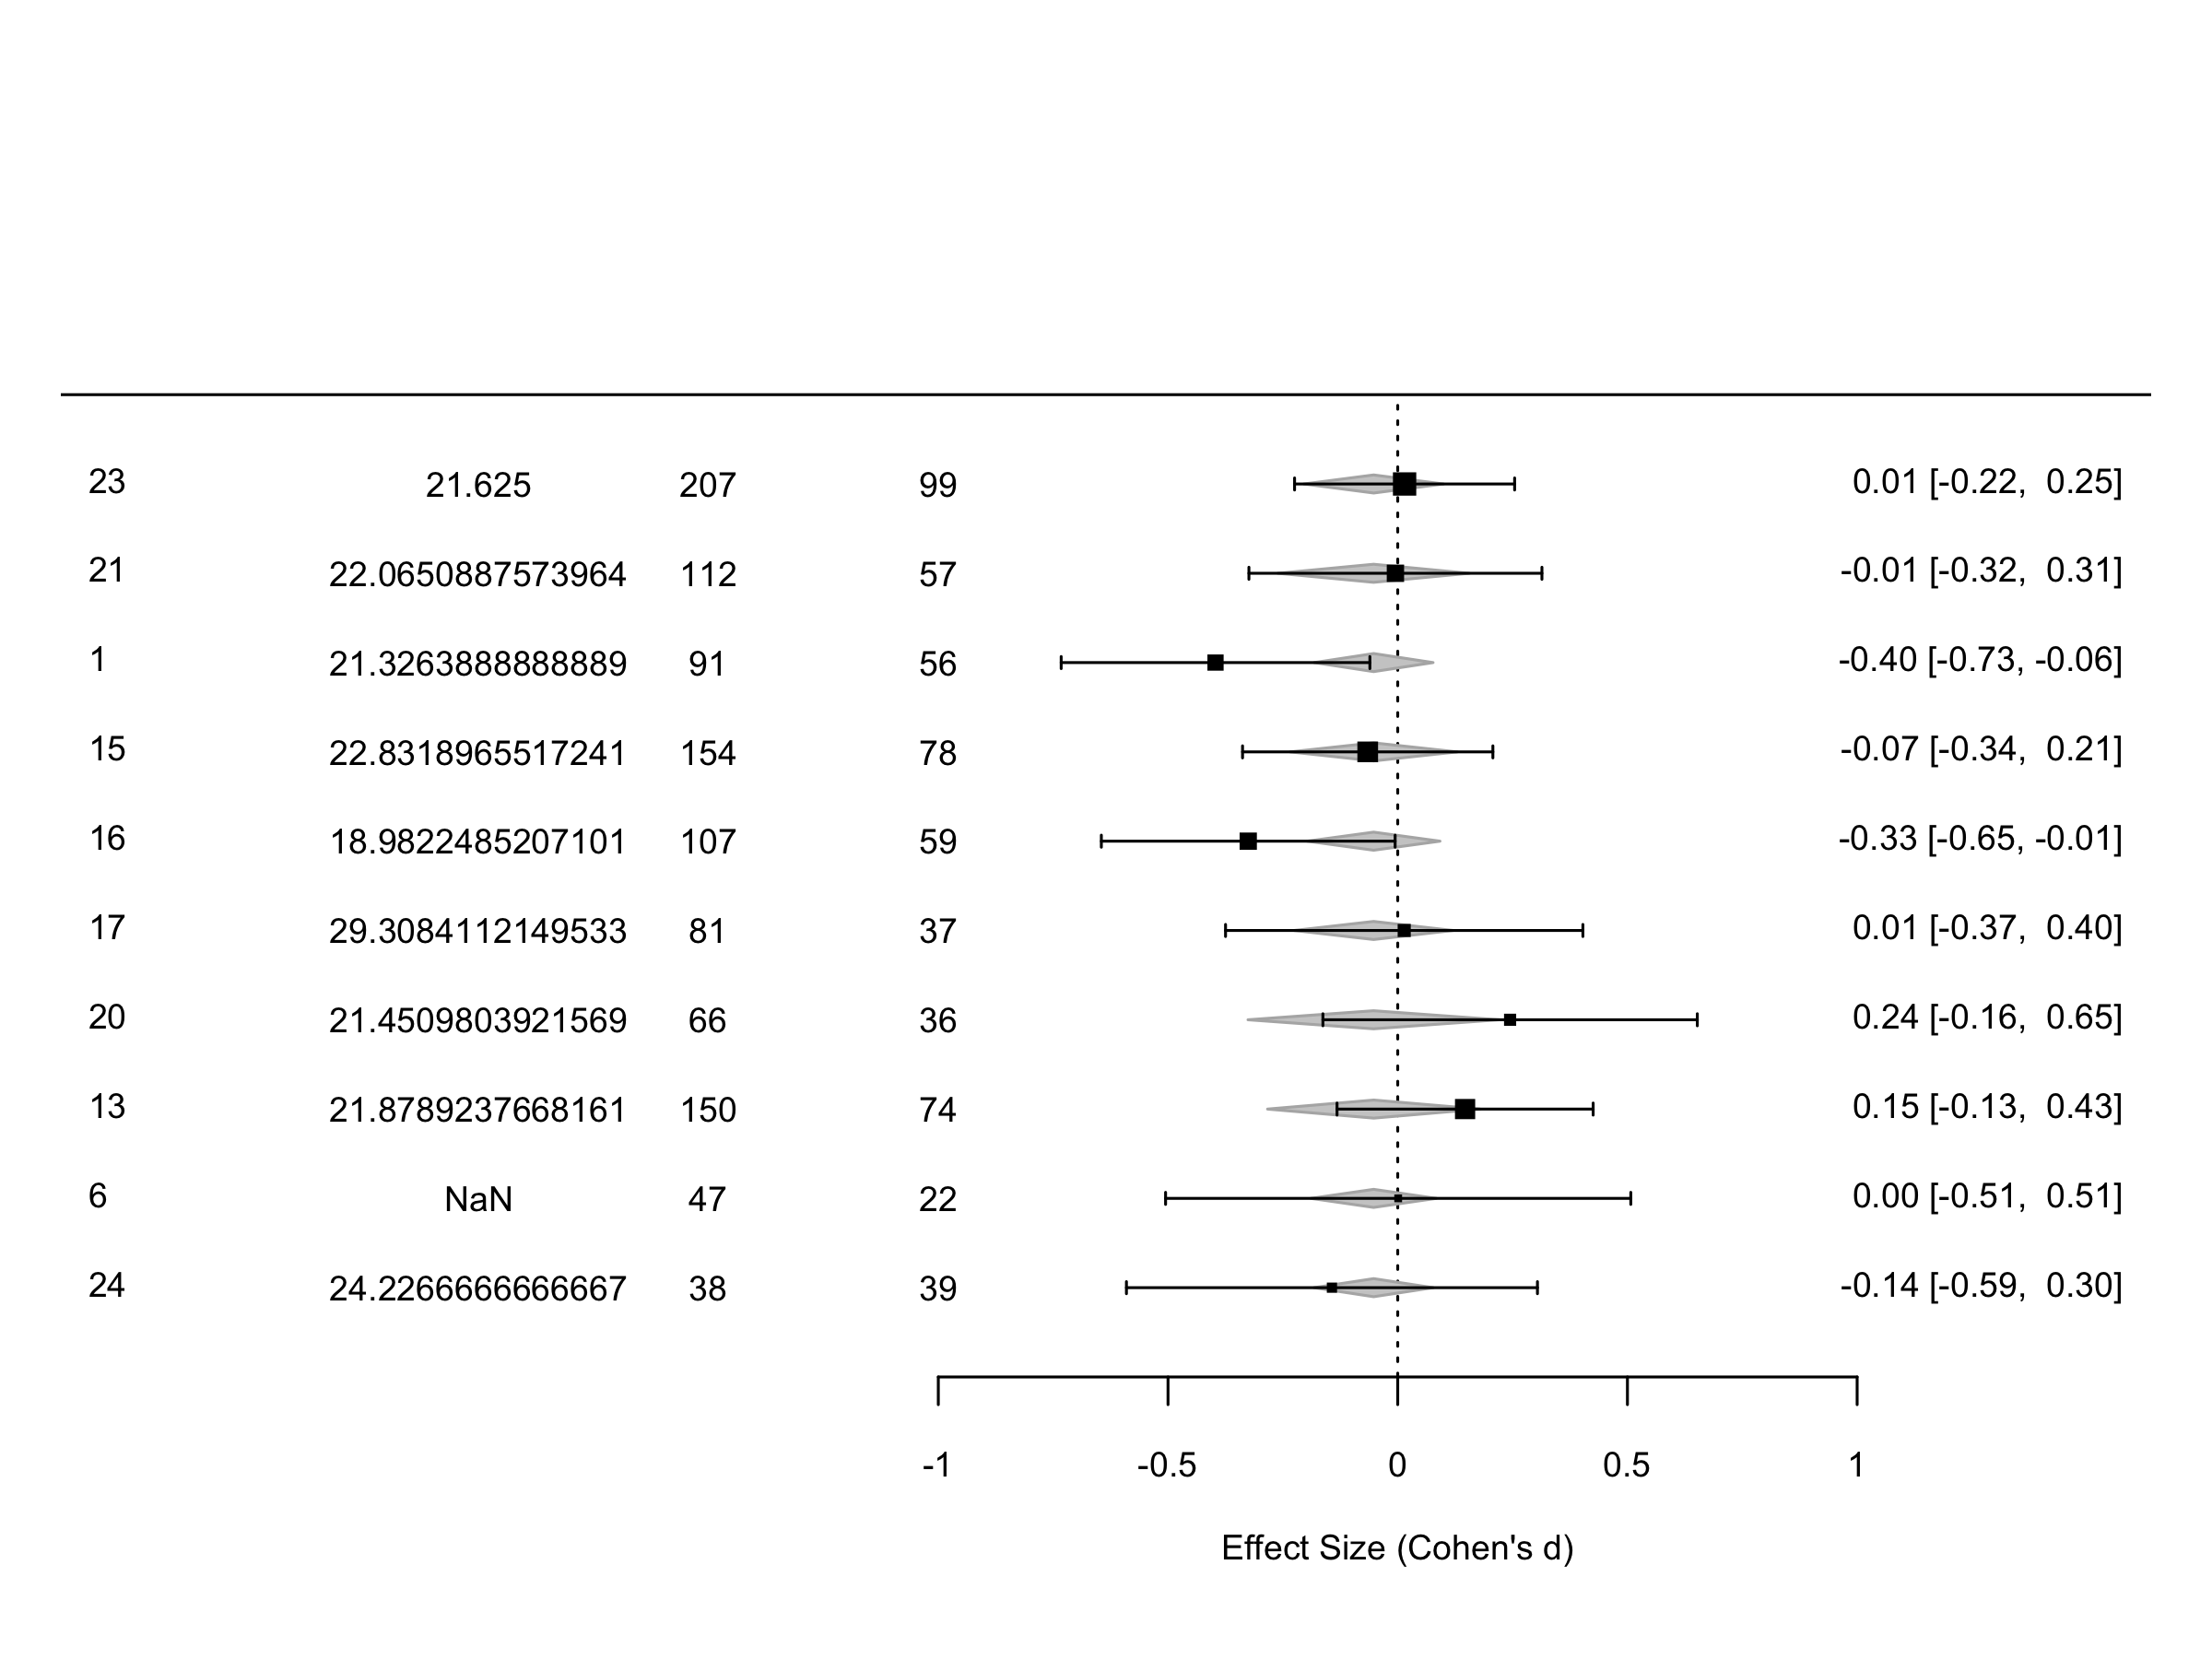 23 21.625 207 99 0.01 [-0.22, 0.25]
21 22.0650887573964 112 57 -0.01 [-0.32, 0.31]
1 21.3263888888889 91 56 -0.40 [-0.73, -0.06]
15 22.8318965517241 154 78 -0.07 [-0.34, 0.21]
16 18.9822485207101 107 59 -0.33 [-0.65, -0.01]
17 29.3084112149533 81 37 0.01 [-0.37, 0.40]
20 21.4509803921569 66 36 0.24 [-0.16, 0.65]
13 21.8789237668161 150 74 0.15 [-0.13, 0.43]
6 NaN 47 22 0.00 [-0.51, 0.51]
24 24.2266666666667 38 39 -0.14 [-0.59, 0.30]
-1 -0.5 0 0.5 1
Effect Size (Cohen's d)